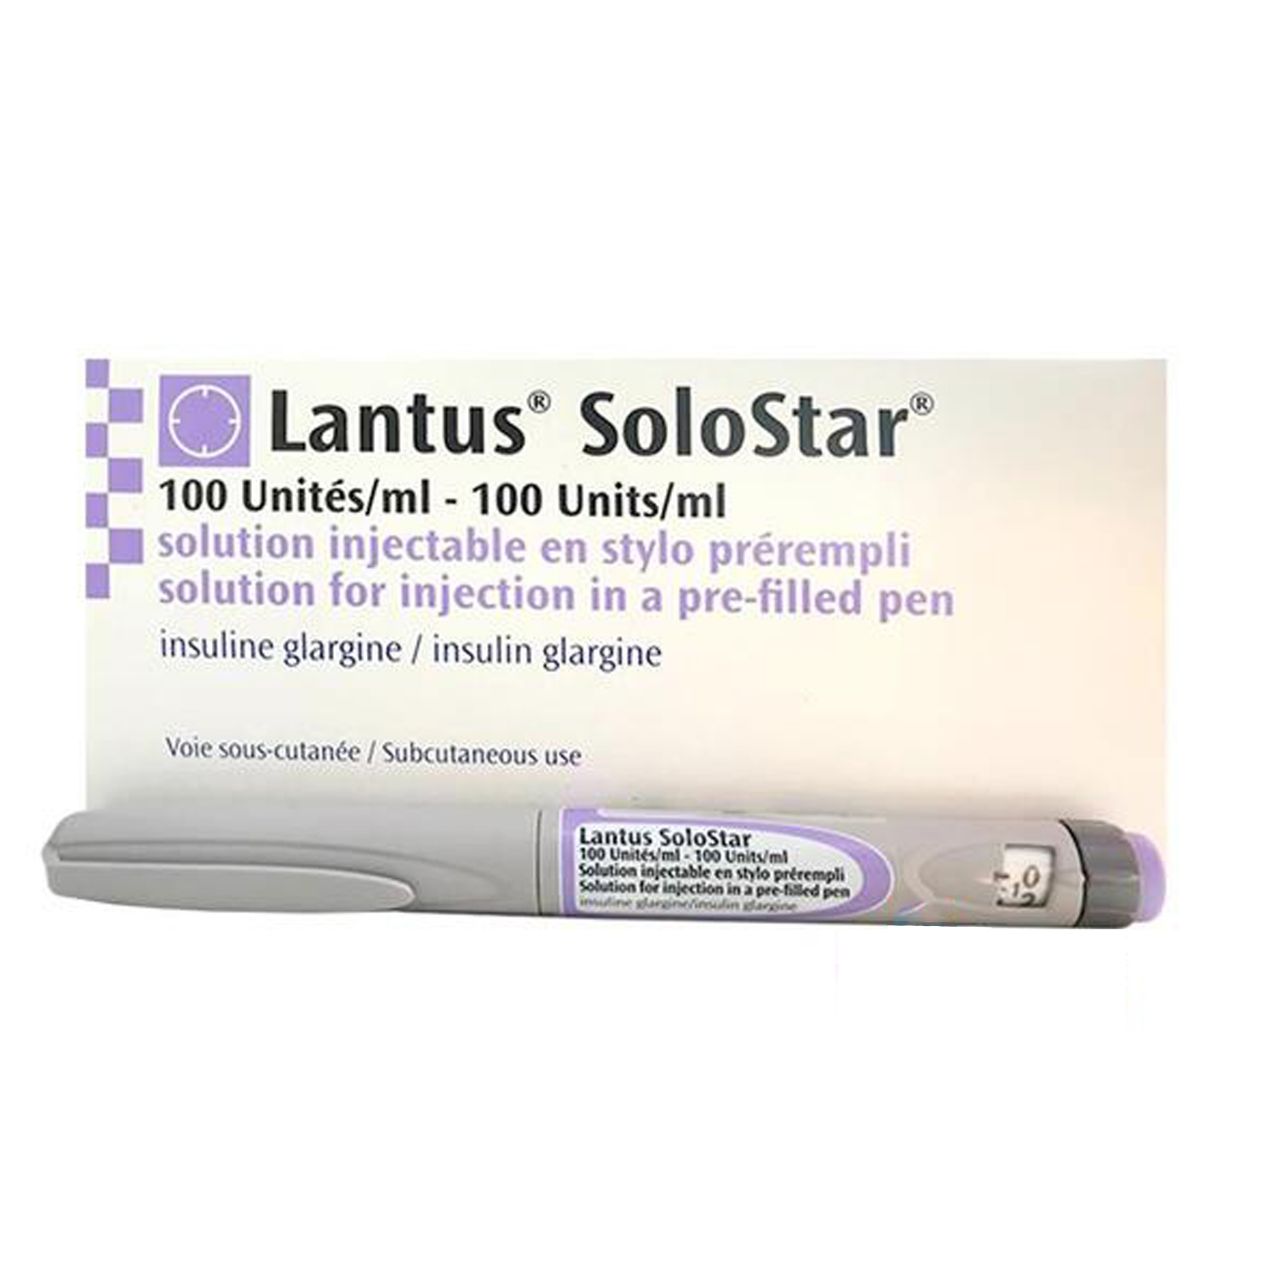 Lantus® SoloStar®
100 Unités/ml - 100 Units/ml
solution injectable en stylo prérempli
solution for injection in a pre-filled pen
insuline glargine / insulin glargine
Voie sous-cutanée / Subcutaneous use
Lantus SoloStar
100 Unités/ml - 100 Units/ml
Solution injectable en stylo prérempli
Solution for injection in a pre-filled pen
insuline glargine/insulin glargine
0